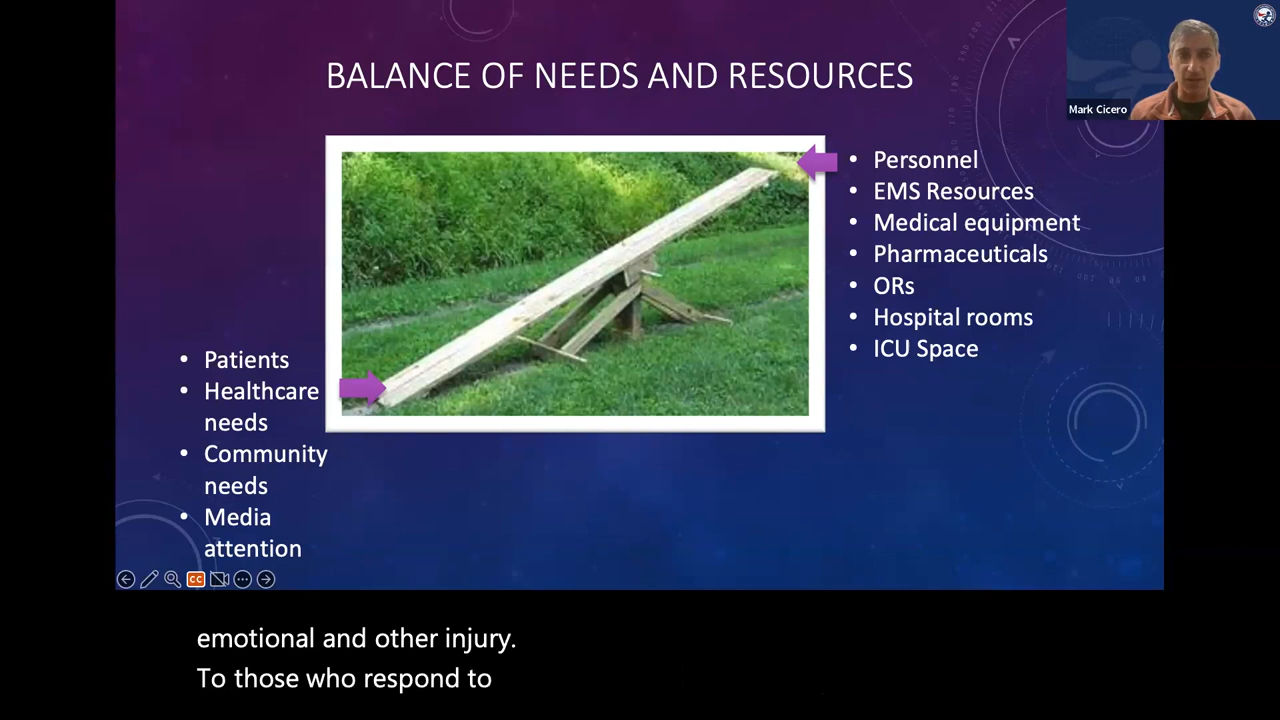 BALANCE OF NEEDS AND RESOURCES
Mark Cicero
• Personnel
• EMS Resources
• Medical equipment
• Pharmaceuticals
• ORs
• Hospital rooms
• ICU Space
• Patients
• Healthcare
needs
• Community
needs
• Media
attention
CC
emotional and other injury.
To those who respond to